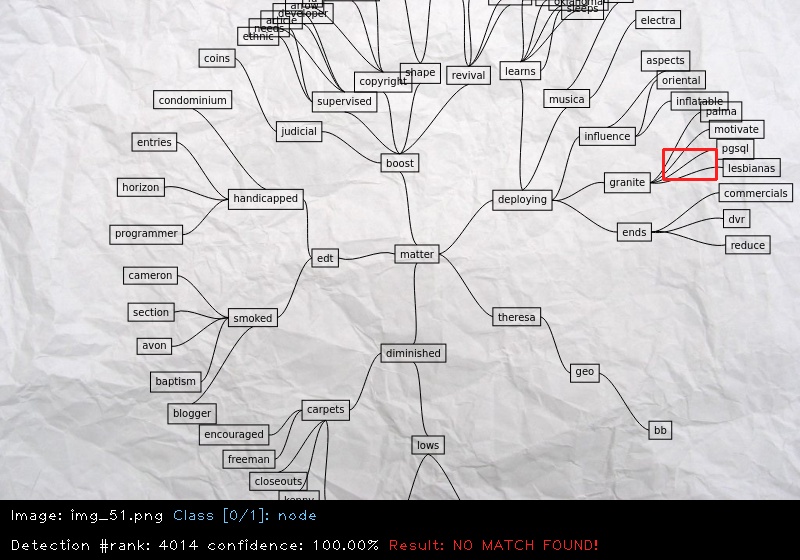 arrow
oklahoma
developer
sleeps
article
electra
needs
ethnic
coins
aspects
shape
learns
revival
copyright
oriental
condominium
supervised
musica
inflatable
palma
judicial
influence
motivate
entries
pgsql
boost
lesbianas
horizon
granite
handicapped
deploying
commercials
dvr
programmer
ends
reduce
edt
matter
cameron
section
smoked
theresa
avon
diminished
baptism
geo
blogger
carpets
encouraged
bb
lows
freeman
closeouts
kenny
Image: img_51.png Class [0/1]: node
Detection #rank: 4014 confidence: 100.00% Result: NO MATCH FOUND!